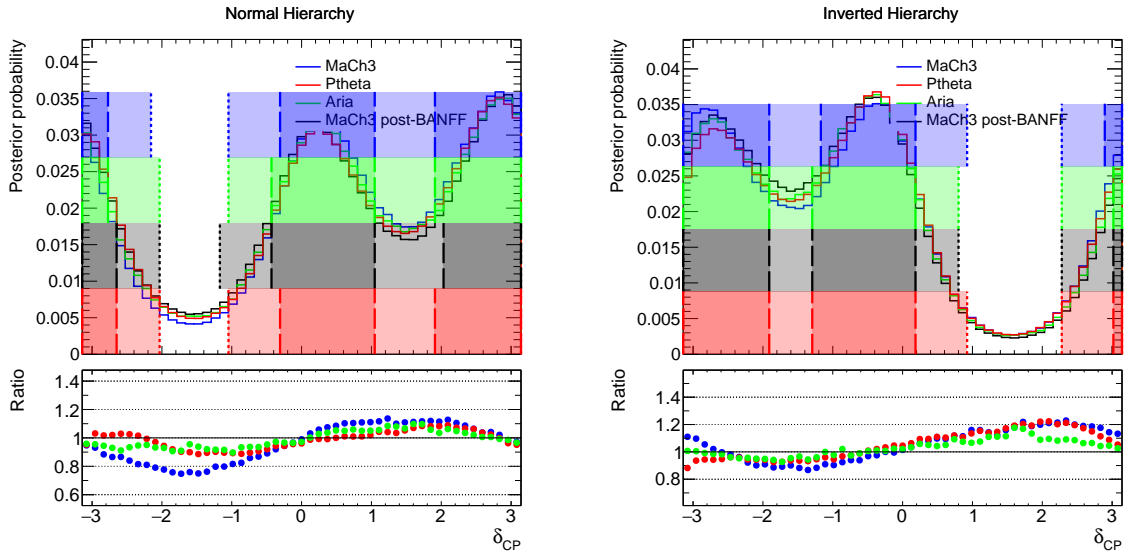 Normal Hierarchy
Posterior probability
0.04
0.035
0.03
0.025
0.02
0.015
0.01
0.005
0
MaCh3
Ptheta
Aria
MaCh3 post-BANFF
Ratio
1.4
1.2
1
0.8
0.6
−3 −2 −1 0 1 2 3
δCP
Inverted Hierarchy
Posterior probability
0.04
0.035
0.03
0.025
0.02
0.015
0.01
0.005
0
MaCh3
Ptheta
Aria
MaCh3 post-BANFF
Ratio
1.4
1.2
1
0.8
−3 −2 −1 0 1 2 3
δCP